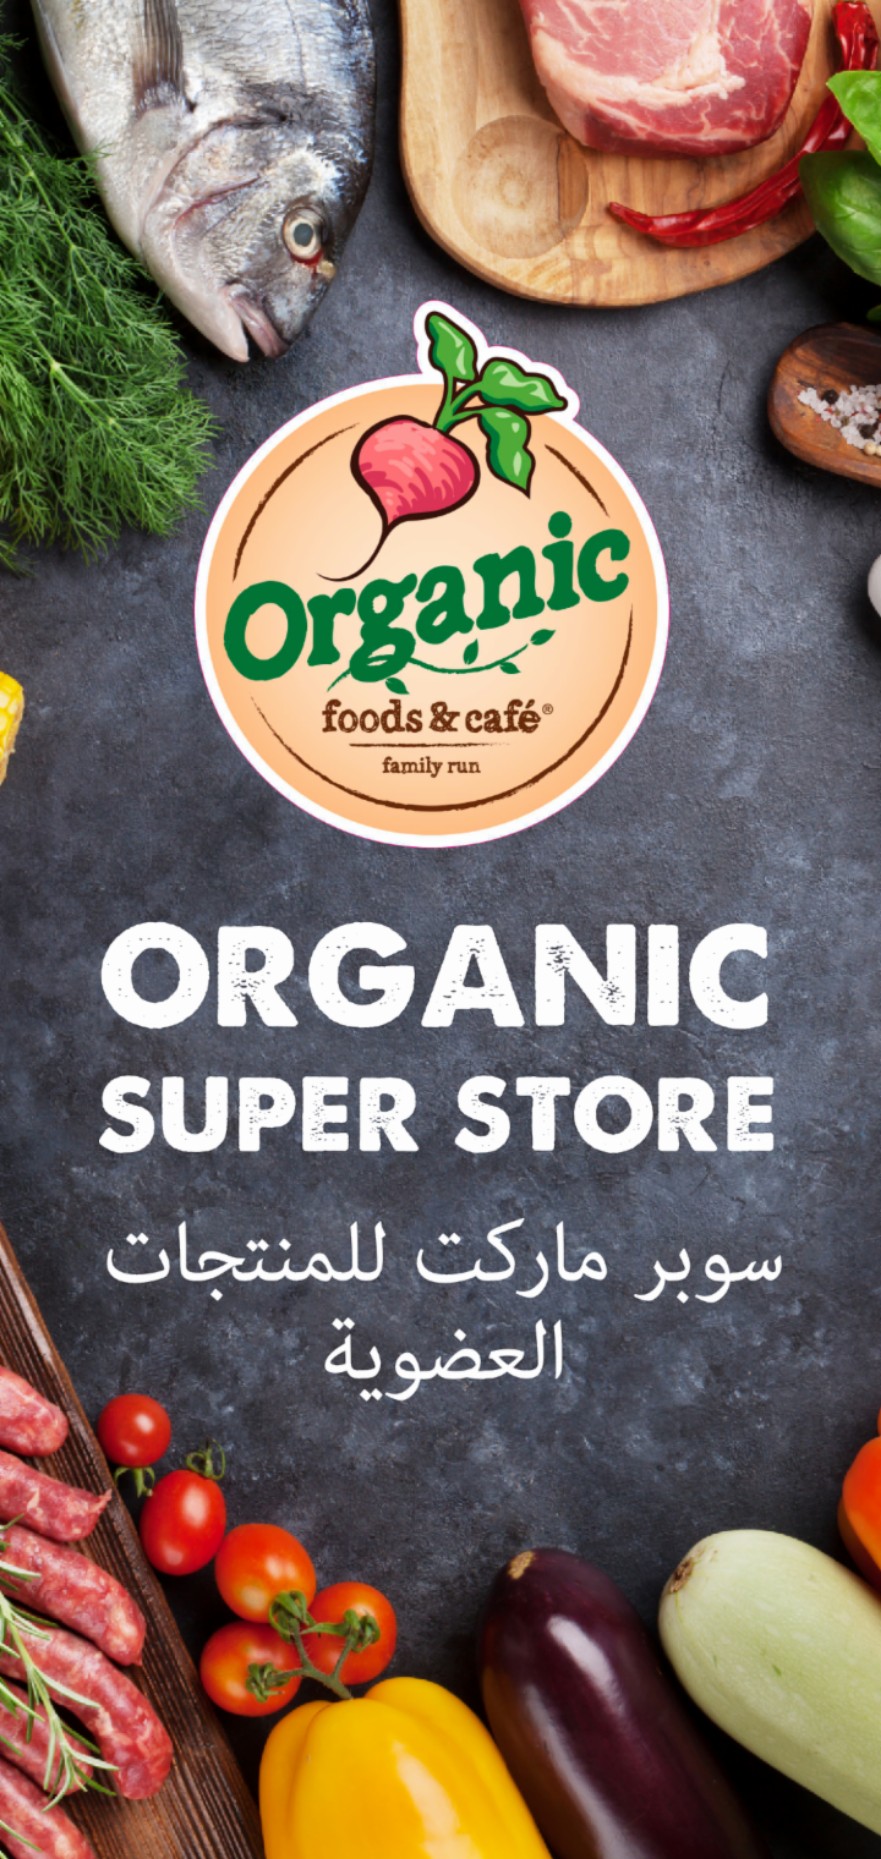 Organic
foods & café®
family run
ORGANIC
SUPER STORE
سوبر ماركت للمنتجات
العضوية